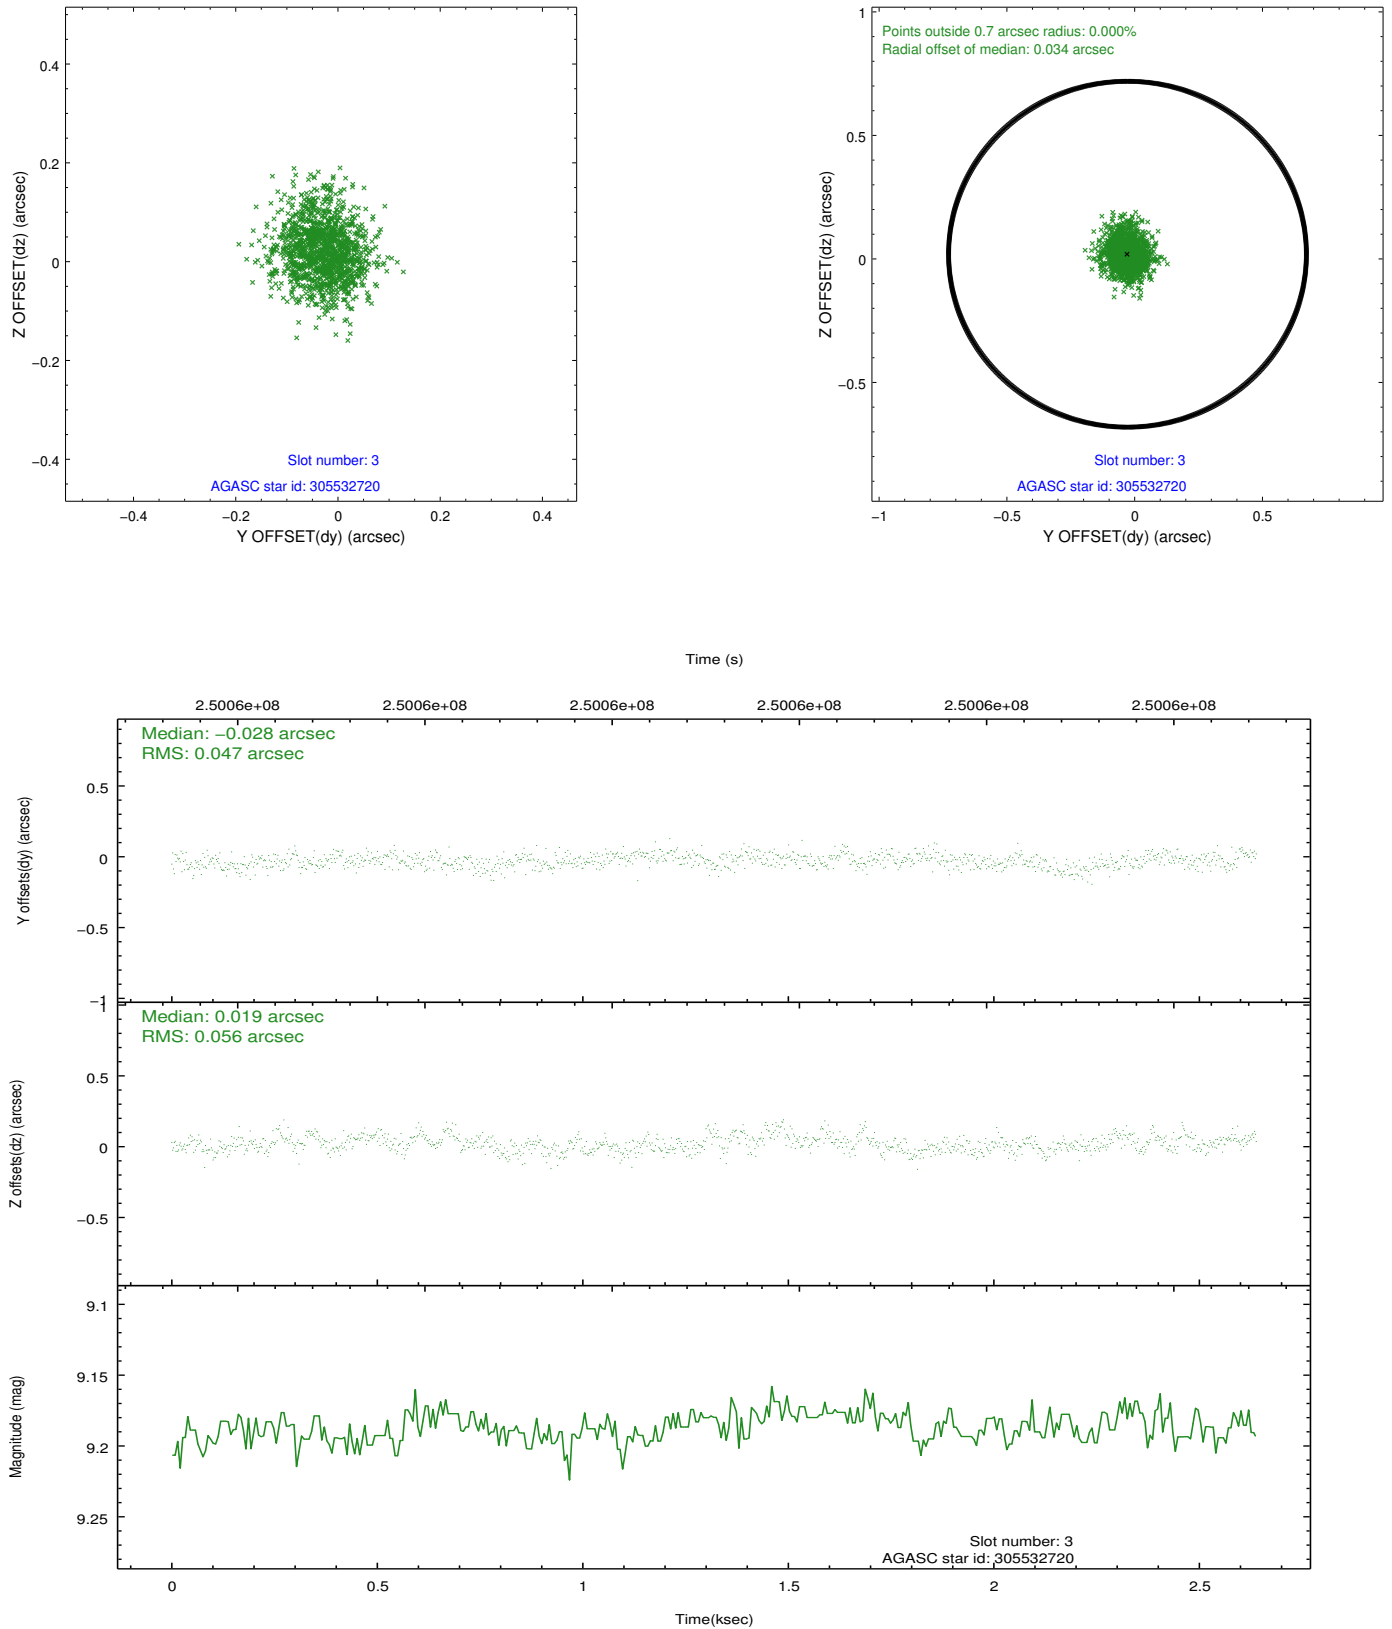 0.4
0.2
0
−0.2
−0.4
Z OFFSET(dz) (arcsec)
Slot number: 3
AGASC star id: 305532720
−0.4 −0.2 0 0.2 0.4
Y OFFSET(dy) (arcsec)
Points outside 0.7 arcsec radius: 0.000%
Radial offset of median: 0.034 arcsec
1
0.5
0
−0.5
Z OFFSET(dz) (arcsec)
Slot number: 3
AGASC star id: 305532720
−1 −0.5 0 0.5
Y OFFSET(dy) (arcsec)
Time (s)
2.5006e+08 2.5006e+08 2.5006e+08 2.5006e+08 2.5006e+08 2.5006e+08
Median: −0.028 arcsec
RMS: 0.047 arcsec
0.5
0
−0.5
−1
Y offsets(dy) (arcsec)
1
Median: 0.019 arcsec
RMS: 0.056 arcsec
0.5
0
−0.5
Z offsets(dz) (arcsec)
9.1
9.15
9.2
9.25
Magnitude (mag)
Slot number: 3
AGASC star id: 305532720
0 0.5 1 1.5 2 2.5
Time(ksec)